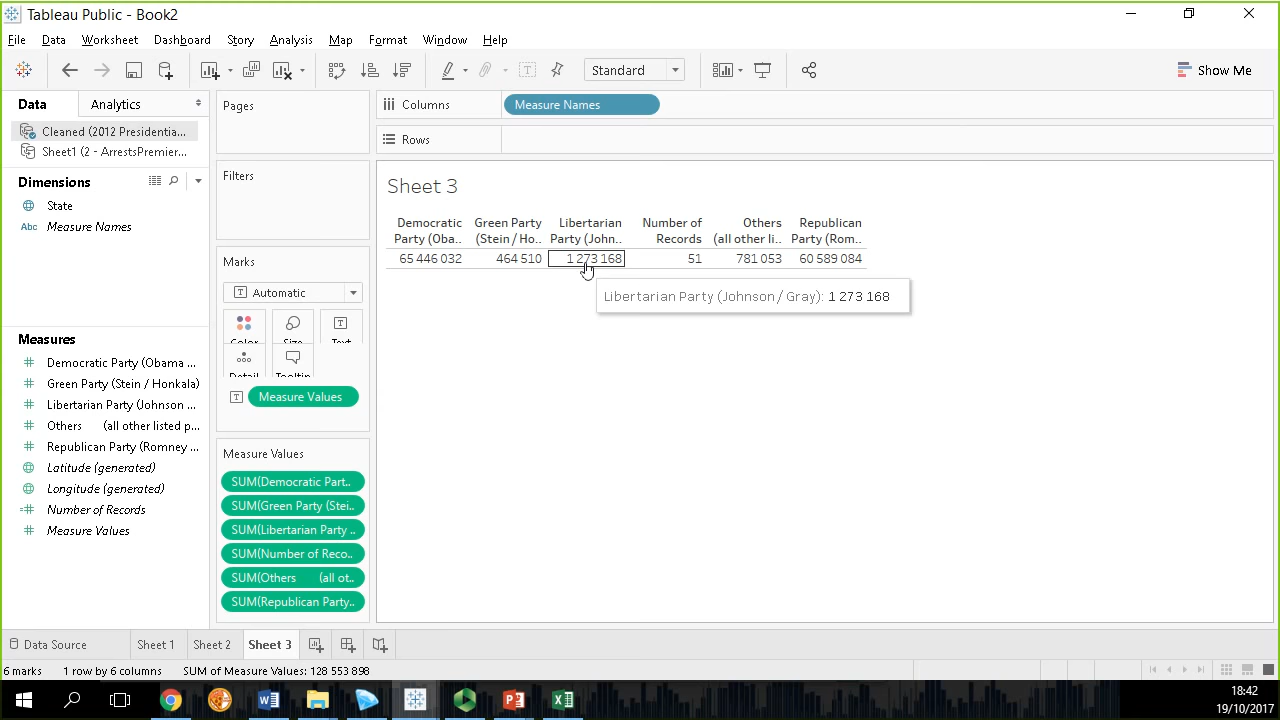 Tableau Public - Book2
File Data Worksheet Dashboard Story Analysis Map Format Window Help
Standard
Show Me
Data Analytics
Cleaned (2012 Presidentia...
Sheet1 (2 - ArrestsPremier...
Dimensions
State
Abc Measure Names
Measures
Democratic Party (Obama ...
Green Party (Stein / Honkala)
Libertarian Party (Johnson ...
Others (all other listed p...
Republican Party (Romney ...
Latitude (generated)
Longitude (generated)
Number of Records
Measure Values
Pages
Filters
Marks
Automatic
Color Size Text
Detail Tooltip
Measure Values
Measure Values
SUM(Democratic Part..
SUM(Green Party (Stei..
SUM(Libertarian Party ..
SUM(Number of Reco..
SUM(Others (all ot..
SUM(Republican Party..
Columns Measure Names
Rows
Sheet 3
Democratic Green Party Libertarian Number of Others Republican
Party (Oba.. (Stein / Ho.. Party (John.. Records (all other li.. Party (Rom..
65 446 032 464 510 1 273 168 51 781 053 60 589 084
Libertarian Party (Johnson / Gray): 1 273 168
Data Source Sheet 1 Sheet 2 Sheet 3
6 marks 1 row by 6 columns SUM of Measure Values: 128 553 898
18:42
19/10/2017